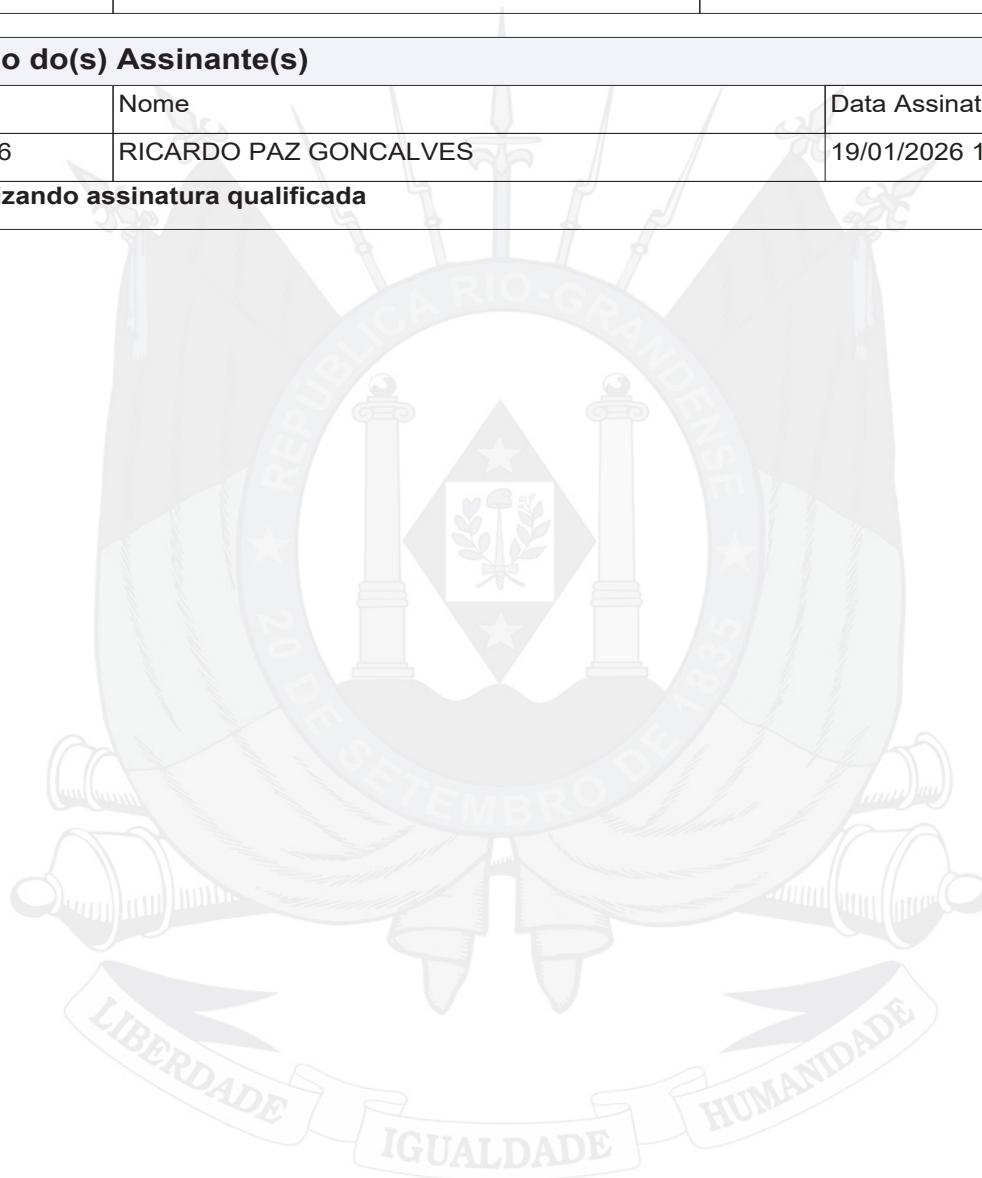 o do(s) Assinante(s)
Nome Data Assinat
6 RICARDO PAZ GONCALVES 19/01/2026 1
izando assinatura qualificada
REPÚBLICA RIO-GRANDENSE
20 DE SETEMBRO DE 1835
LIBERDADE IGUALDADE HUMANIDADE